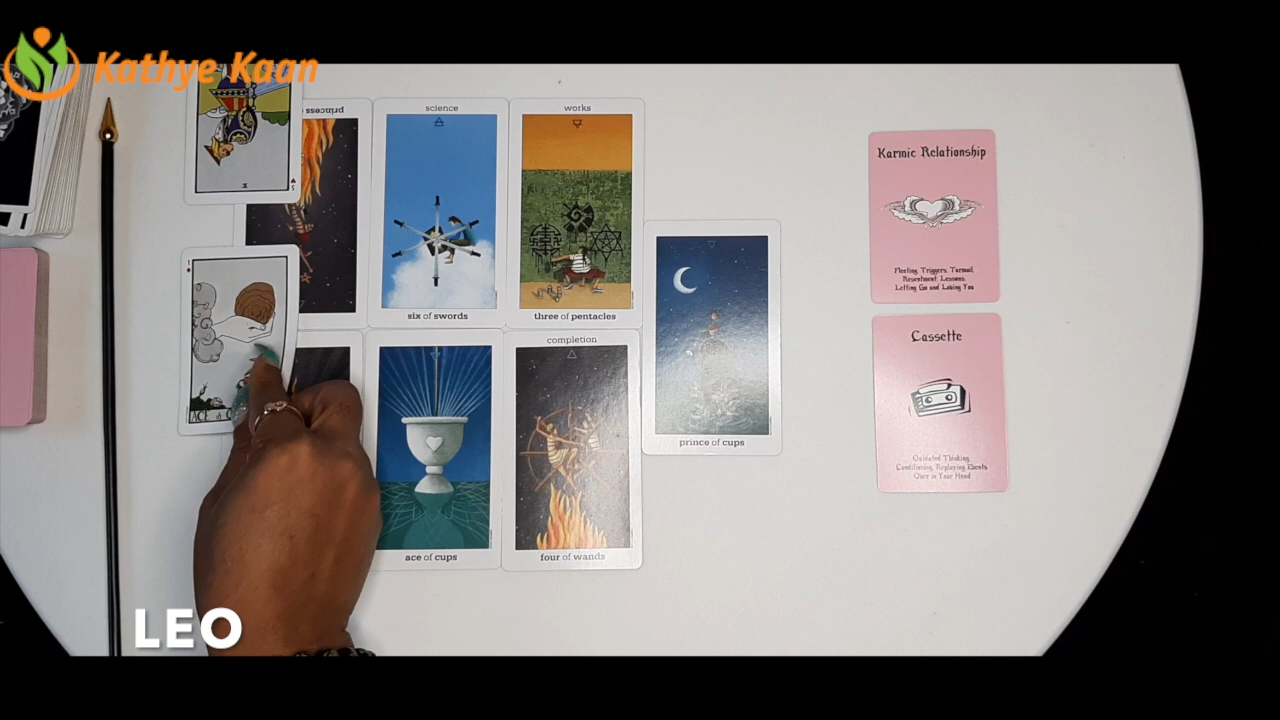 Kathye Kaan
science
works
six of swords
three of pentacles
prince of cups
completion
ace of cups
four of wands
Karmic Relationship
Fleeting, Triggers, Turmoil,
Resentment, Lessons,
Letting Go and Loving You
Cassette
Outdated Thinking,
Conditioning, Replaying Events
Over in Your Head
princess
ACE
LEO